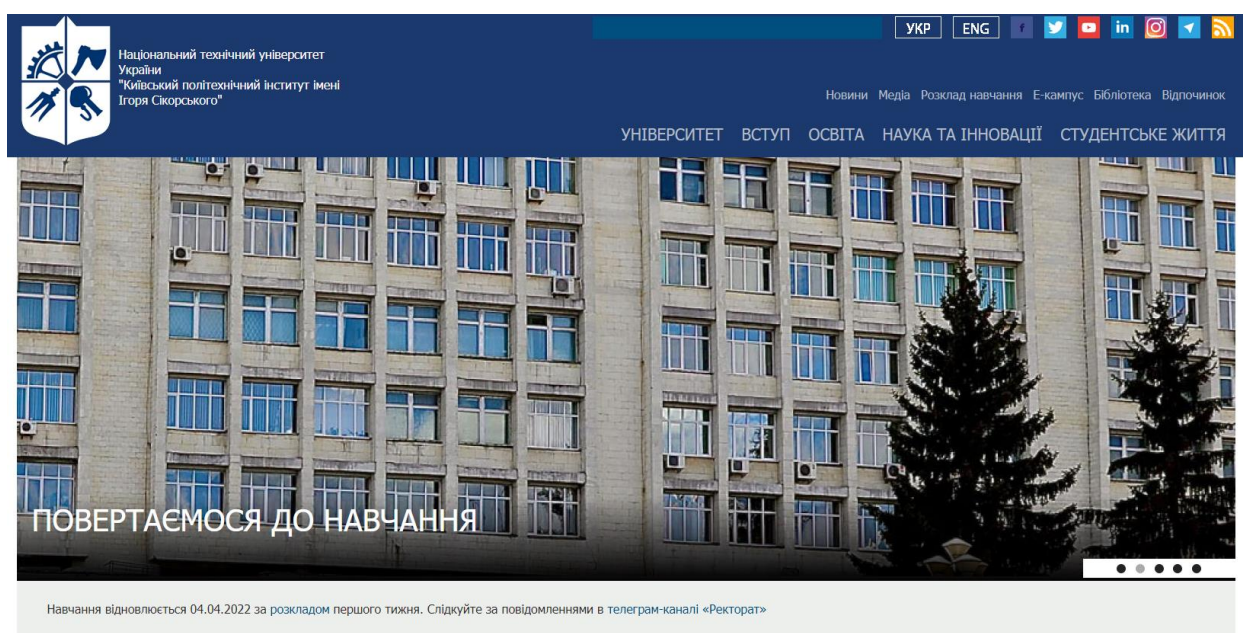 УКР ENG
Національний технічний університет
України
"Київський політехнічний інститут імені
Ігоря Сікорського"
Новини Медіа Розклад навчання Е-кампус Бібліотека Відпочинок
УНІВЕРСИТЕТ ВСТУП ОСВІТА НАУКА ТА ІННОВАЦІЇ СТУДЕНТСЬКЕ ЖИТТЯ
ПОВЕРТАЄМОСЯ ДО НАВЧАННЯ
Навчання відновлюється 04.04.2022 за розкладом першого тижня. Слідкуйте за повідомленнями в телеграм-каналі «Ректорат»